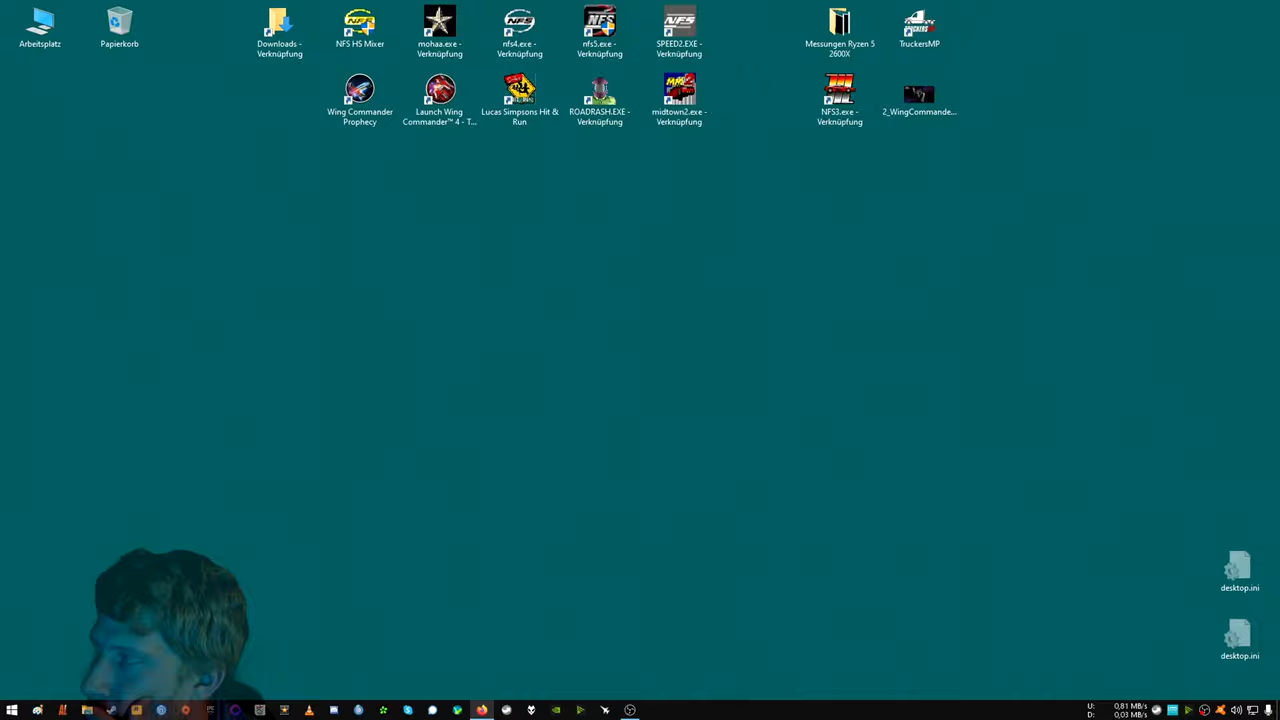 Arbeitsplatz
Papierkorb
Downloads -
Verknüpfung
NFS HS Mixer
mohaa.exe -
Verknüpfung
nfs4.exe -
Verknüpfung
nfs5.exe -
Verknüpfung
SPEED2.EXE -
Verknüpfung
Messungen Ryzen 5
2600X
TruckersMP
Wing Commander
Prophecy
Launch Wing
Commander™ 4 - T...
Lucas Simpsons Hit &
Run
ROADRASH.EXE -
Verknüpfung
midtown2.exe -
Verknüpfung
NFS3.exe -
Verknüpfung
2_WingCommande...
desktop.ini
desktop.ini
U: 0,81 MB/s
D: 0,03 MB/s